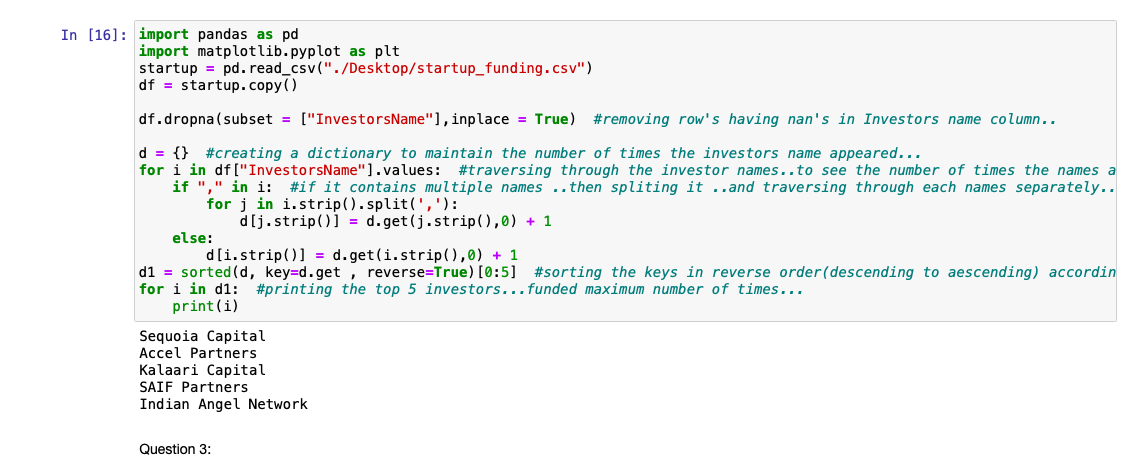 In [16]: import pandas as pd
import matplotlib.pyplot as plt
startup = pd.read_csv("./Desktop/startup_funding.csv")
df = startup.copy()
df.dropna(subset = ["InvestorsName"],inplace = True)  #removing row's having nan's in Investors name column..
d = {}  #creating a dictionary to maintain the number of times the investors name appeared...
for i in df["InvestorsName"].values:  #traversing through the investor names..to see the number of times the names a
    if "," in i:  #if it contains multiple names ..then spliting it ..and traversing through each names separately..
        for j in i.strip().split(','):
            d[j.strip()] = d.get(j.strip(),0) + 1
    else:
        d[i.strip()] = d.get(i.strip(),0) + 1
d1 = sorted(d, key=d.get , reverse=True)[0:5]  #sorting the keys in reverse order(descending to aescending) accordin
for i in d1:  #printing the top 5 investors...funded maximum number of times...
    print(i)
Sequoia Capital
Accel Partners
Kalaari Capital
SAIF Partners
Indian Angel Network
Question 3: